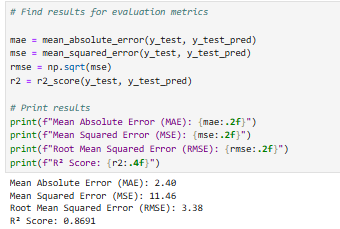 # Find results for evaluation metrics
mae = mean_absolute_error(y_test, y_test_pred)
mse = mean_squared_error(y_test, y_test_pred)
rmse = np.sqrt(mse)
r2 = r2_score(y_test, y_test_pred)
# Print results
print(f"Mean Absolute Error (MAE): {mae:.2f}")
print(f"Mean Squared Error (MSE): {mse:.2f}")
print(f"Root Mean Squared Error (RMSE): {rmse:.2f}")
print(f"R² Score: {r2:.4f}")
Mean Absolute Error (MAE): 2.40
Mean Squared Error (MSE): 11.46
Root Mean Squared Error (RMSE): 3.38
R² Score: 0.8691